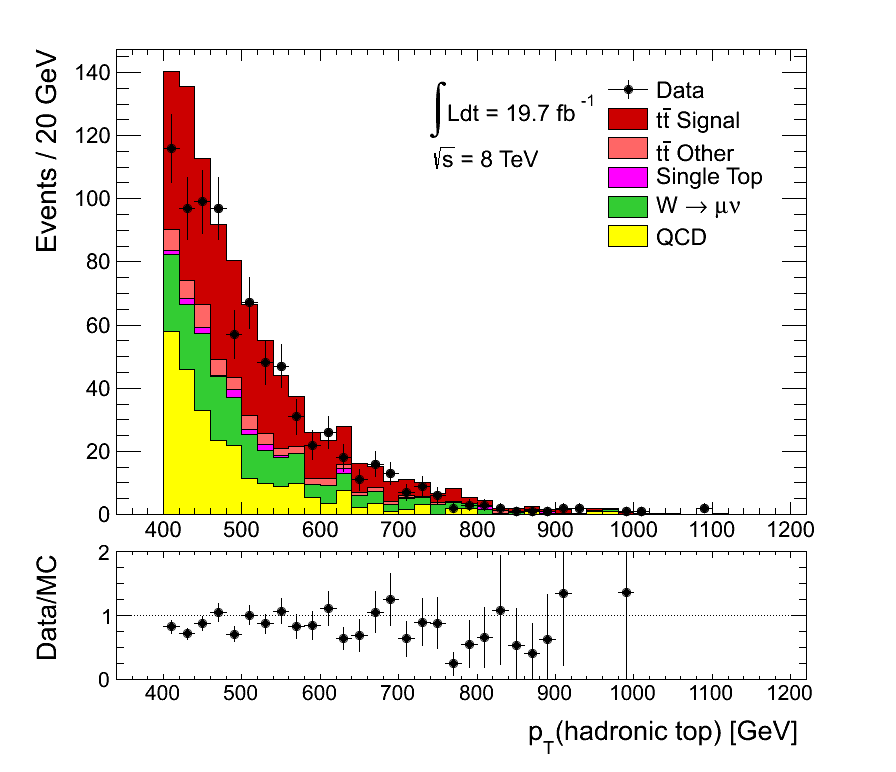 Events / 20 GeV
140
120
100
80
60
40
20
0
∫Ldt = 19.7 fb⁻¹
√s = 8 TeV
Data
tt̄ Signal
tt̄ Other
Single Top
W → μν
QCD
400 500 600 700 800 900 1000 1100 1200
Data/MC
2
1
0
400 500 600 700 800 900 1000 1100 1200
p_T(hadronic top) [GeV]